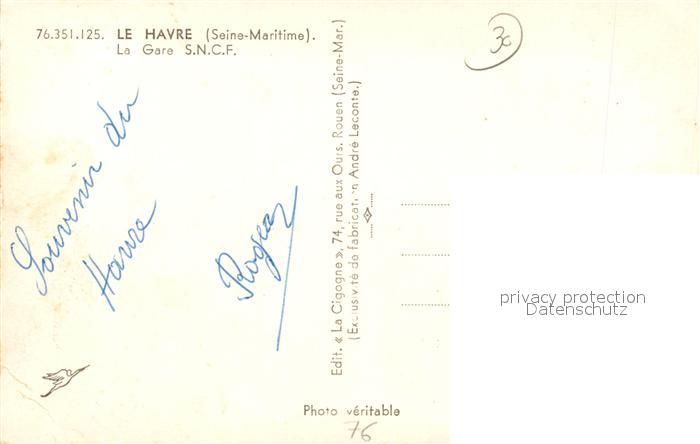 76.351.125. LE HAVRE (Seine-Maritime).
La Gare S.N.C.F.
Souvenir du
Havre
Roger
Edit. « La Cigogne », 74, rue aux Ours. Rouen (Seine-Mar.)
(Exclusivité de fabrication André Leconte.)
30
privacy protection
Datenschutz
Photo véritable
76